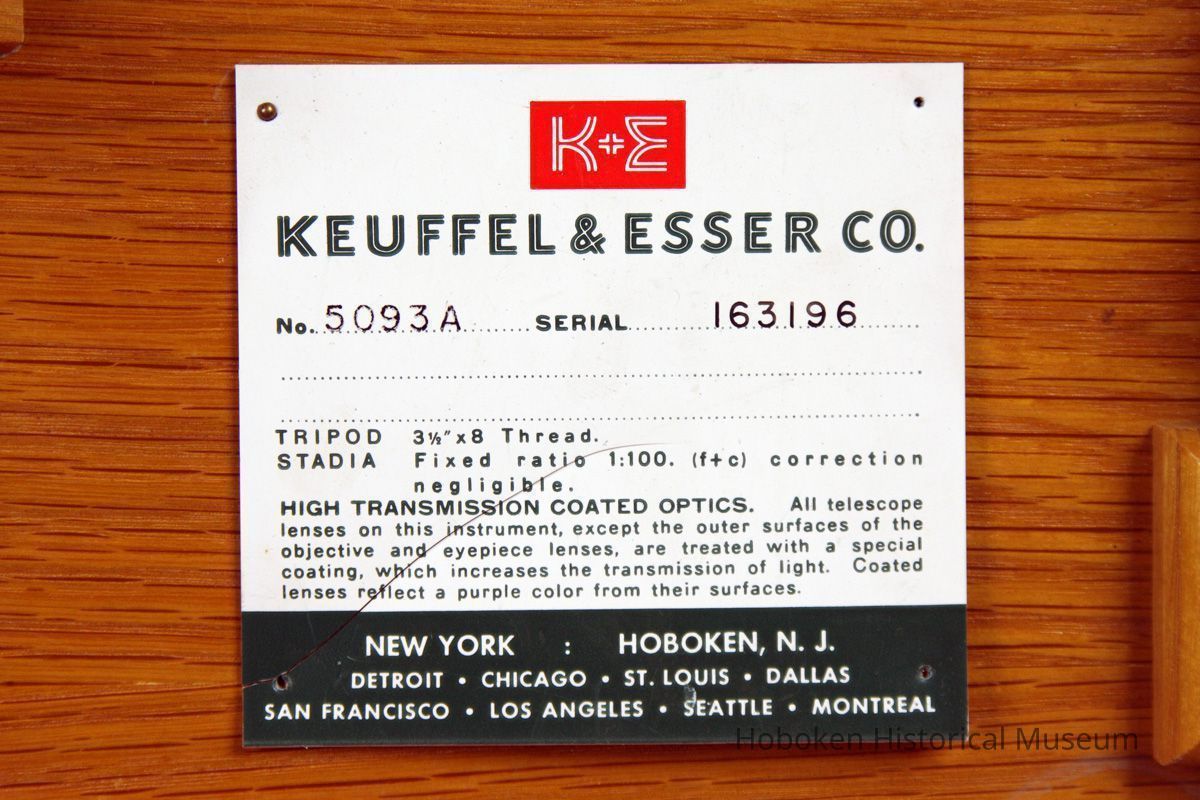 K+E
KEUFFEL & ESSER CO.
No. 5093A SERIAL 163196
TRIPOD 3½"x8 Thread.
STADIA Fixed ratio 1:100. (f+c) correction
negligible.
HIGH TRANSMISSION COATED OPTICS. All telescope
lenses on this instrument, except the outer surfaces of the
objective and eyepiece lenses, are treated with a special
coating, which increases the transmission of light. Coated
lenses reflect a purple color from their surfaces.
NEW YORK : HOBOKEN, N. J.
DETROIT • CHICAGO • ST. LOUIS • DALLAS
SAN FRANCISCO • LOS ANGELES • SEATTLE • MONTREAL
Hoboken Historical Museum